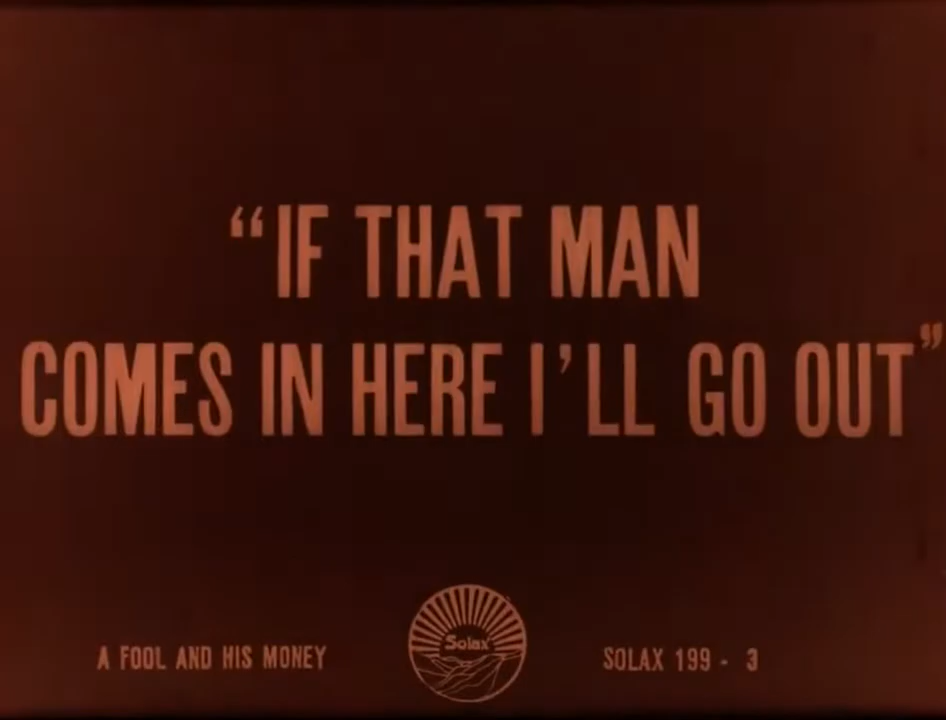 “IF THAT MAN
COMES IN HERE I’LL GO OUT”
Solax
A FOOL AND HIS MONEY
SOLAX 199 - 3